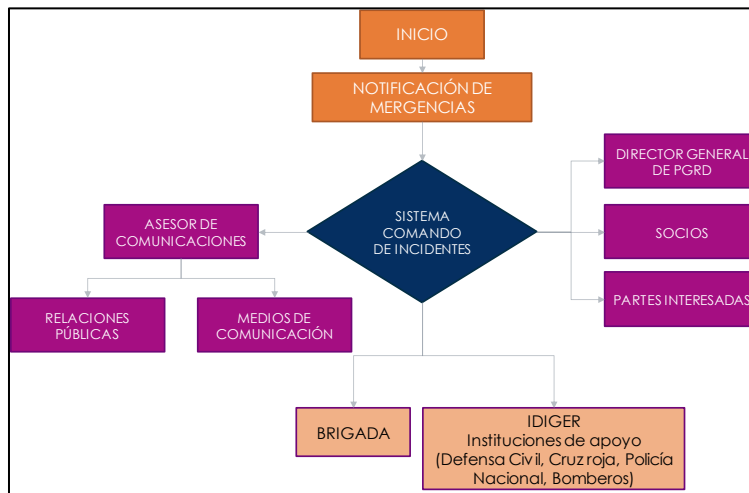 INICIO
NOTIFICACIÓN DE
MERGENCIAS
DIRECTOR GENERAL
DE PGRD
SISTEMA
COMANDO
DE INCIDENTES
ASESOR DE
COMUNICACIONES
SOCIOS
PARTES INTERESADAS
RELACIONES
PÚBLICAS
MEDIOS DE
COMUNICACIÓN
BRIGADA
IDIGER
Instituciones de apoyo
(Defensa Civil, Cruz roja, Policía
Nacional, Bomberos)